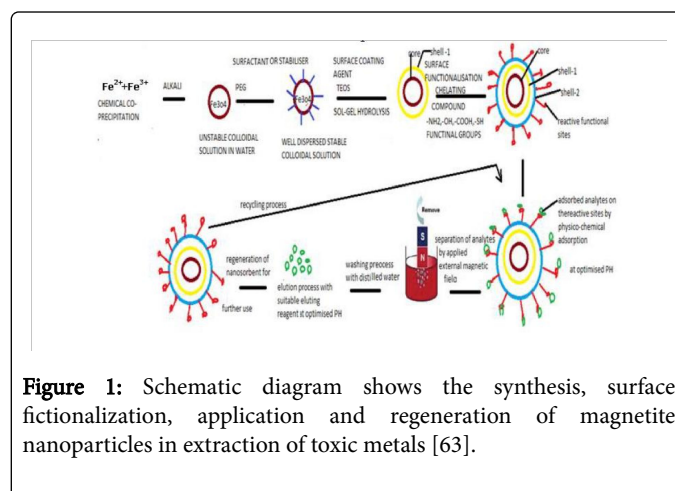 Fe2++Fe3+
CHEMICAL CO-
PRECIPITATION
ALKALI
Fe3o4
UNSTABLE COLLOIDAL
SOLUTION IN WATER
SURFACTANT OR STABILISER
PEG
Fe3o4
WELL DISPERSED STABLE
COLLOIDAL SOLUTION
SURFACE COATING
AGENT
TEOS
SOL-GEL HYDROLYSIS
core
shell -1
SURFACE
FUNCTIONALISATION
CHELATING
COMPOUND
-NH2,-OH,-COOH,-SH
FUNCTINAL GROUPS
core
shell-1
shell-2
reactive functional
sites
recycling process
adsorbed analytes on
thereactive sites by
physico-chemical
adsorption
at optimised PH
Remove
S
N
separation of analytes
by applied
external magnetic
field
washing preocess
with distilled water
elution process with
suitable eluting
reagent st optimised PH
regeneration of
nanosorbent for
further use
Figure 1: Schematic diagram shows the synthesis, surface
fictionalization, application and regeneration of magnetite
nanoparticles in extraction of toxic metals [63].